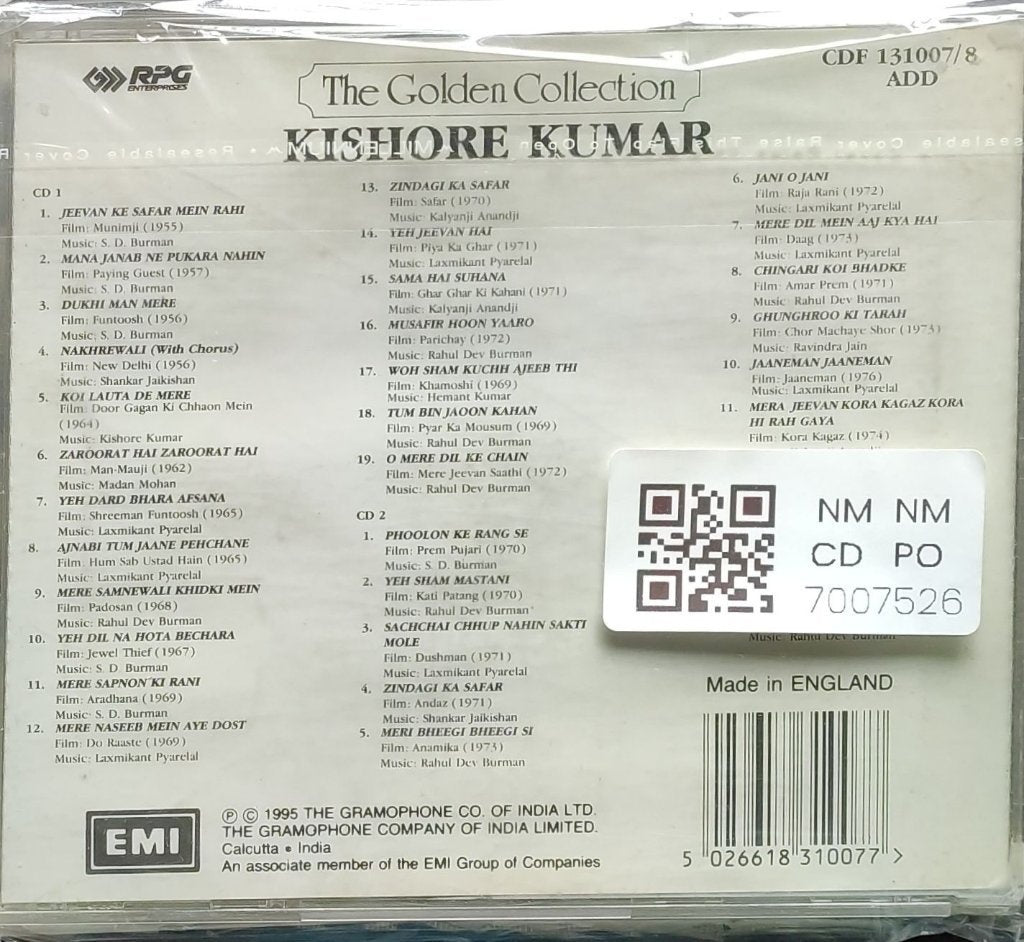 RPG
ENTERPRISES
The Golden Collection
KISHORE KUMAR
CDF 131007/8
ADD
CD 1
1. JEEVAN KE SAFAR MEIN RAHI
Film: Munimji (1955)
Music: S. D. Burman
2. MANA JANAB NE PUKARA NAHIN
Film: Paying Guest (1957)
Music: S. D. Burman
3. DUKHI MAN MERE
Film: Funtoosh (1956)
Music: S. D. Burman
4. NAKHREWALI (With Chorus)
Film: New Delhi (1956)
Music: Shankar Jaikishan
5. KOI LAUTA DE MERE
Film: Door Gagan Ki Chhaon Mein
(1964)
Music: Kishore Kumar
6. ZAROORAT HAI ZAROORAT HAI
Film: Man-Mauji (1962)
Music: Madan Mohan
7. YEH DARD BHARA AFSANA
Film: Shreeman Funtoosh (1965)
Music: Laxmikant Pyarelal
8. AJNABI TUM JAANE PEHCHANE
Film. Hum Sab Ustad Hain (1965)
Music: Laxmikant Pyarelal
9. MERE SAMNEWALI KHIDKI MEIN
Film: Padosan (1968)
Music: Rahul Dev Burman
10. YEH DIL NA HOTA BECHARA
Film: Jewel Thief (1967)
Music: S. D. Burman
11. MERE SAPNON KI RANI
Film: Aradhana (1969)
Music: S. D. Burman
12. MERE NASEEB MEIN AYE DOST
Film: Do Raaste (1969)
Music: Laxmikant Pyarelal
13. ZINDAGI KA SAFAR
Film: Safar (1970)
Music: Kalyanji Anandji
14. YEH JEEVAN HAI
Film: Piya Ka Ghar (1971)
Music: Laxmikant Pyarelal
15. SAMA HAI SUHANA
Film: Ghar Ghar Ki Kahani (1971)
Music: Kalyanji Anandji
16. MUSAFIR HOON YAARO
Film: Parichay (1972)
Music: Rahul Dev Burman
17. WOH SHAM KUCHH AJEEB THI
Film: Khamoshi (1969)
Music: Hemant Kumar
18. TUM BIN JAOON KAHAN
Film: Pyar Ka Mousum (1969)
Music: Rahul Dev Burman
19. O MERE DIL KE CHAIN
Film: Mere Jeevan Saathi (1972)
Music: Rahul Dev Burman
CD 2
1. PHOOLON KE RANG SE
Film: Prem Pujari (1970)
Music: S. D. Burman
2. YEH SHAM MASTANI
Film: Kati Patang (1970)
Music: Rahul Dev Burman
3. SACHCHAI CHHUP NAHIN SAKTI
MOLE
Film: Dushman (1971)
Music: Laxmikant Pyarelal
4. ZINDAGI KA SAFAR
Film: Andaz (1971)
Music: Shankar Jaikishan
5. MERI BHEEGI BHEEGI SI
Film: Anamika (1973)
Music: Rahul Dev Burman
6. JANI O JANI
Film: Raja Rani (1972)
Music: Laxmikant Pyarelal
7. MERE DIL MEIN AAJ KYA HAI
Film: Daag (1973)
Music: Laxmikant Pyarelal
8. CHINGARI KOI BHADKE
Film: Amar Prem (1971)
Music: Rahul Dev Burman
9. GHUNGHROO KI TARAH
Film: Chor Machaye Shor (1973)
Music: Ravindra Jain
10. JAANEMAN JAANEMAN
Film: Jaaneman (1976)
Music: Laxmikant Pyarelal
11. MERA JEEVAN KORA KAGAZ KORA
HI RAH GAYA
Film: Kora Kagaz (1974)
NM NM
CD PO
7007526
Music: Rahul Dev Burman
Made in ENGLAND
5 026618 310077 >
EMI
Ⓟ © 1995 THE GRAMOPHONE CO. OF INDIA LTD.
THE GRAMOPHONE COMPANY OF INDIA LIMITED.
Calcutta • India
An associate member of the EMI Group of Companies